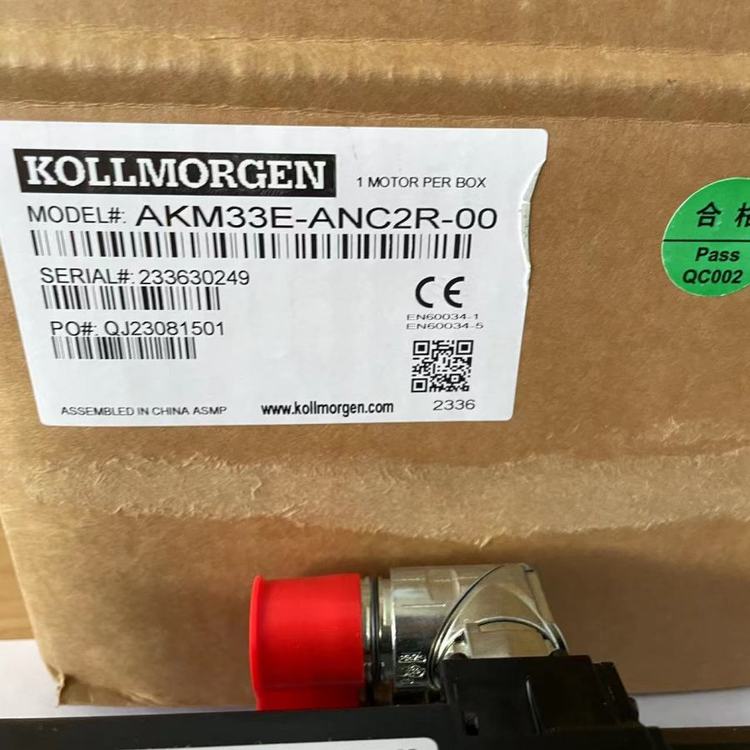 KOLLMORGEN
1 MOTOR PER BOX
MODEL#: AKM33E-ANC2R-00
SERIAL#: 233630249
PO#: QJ23081501
CE
EN60034-1
EN60034-5
ASSEMBLED IN CHINA ASMP
www.kollmorgen.com
2336
合格
Pass
QC002